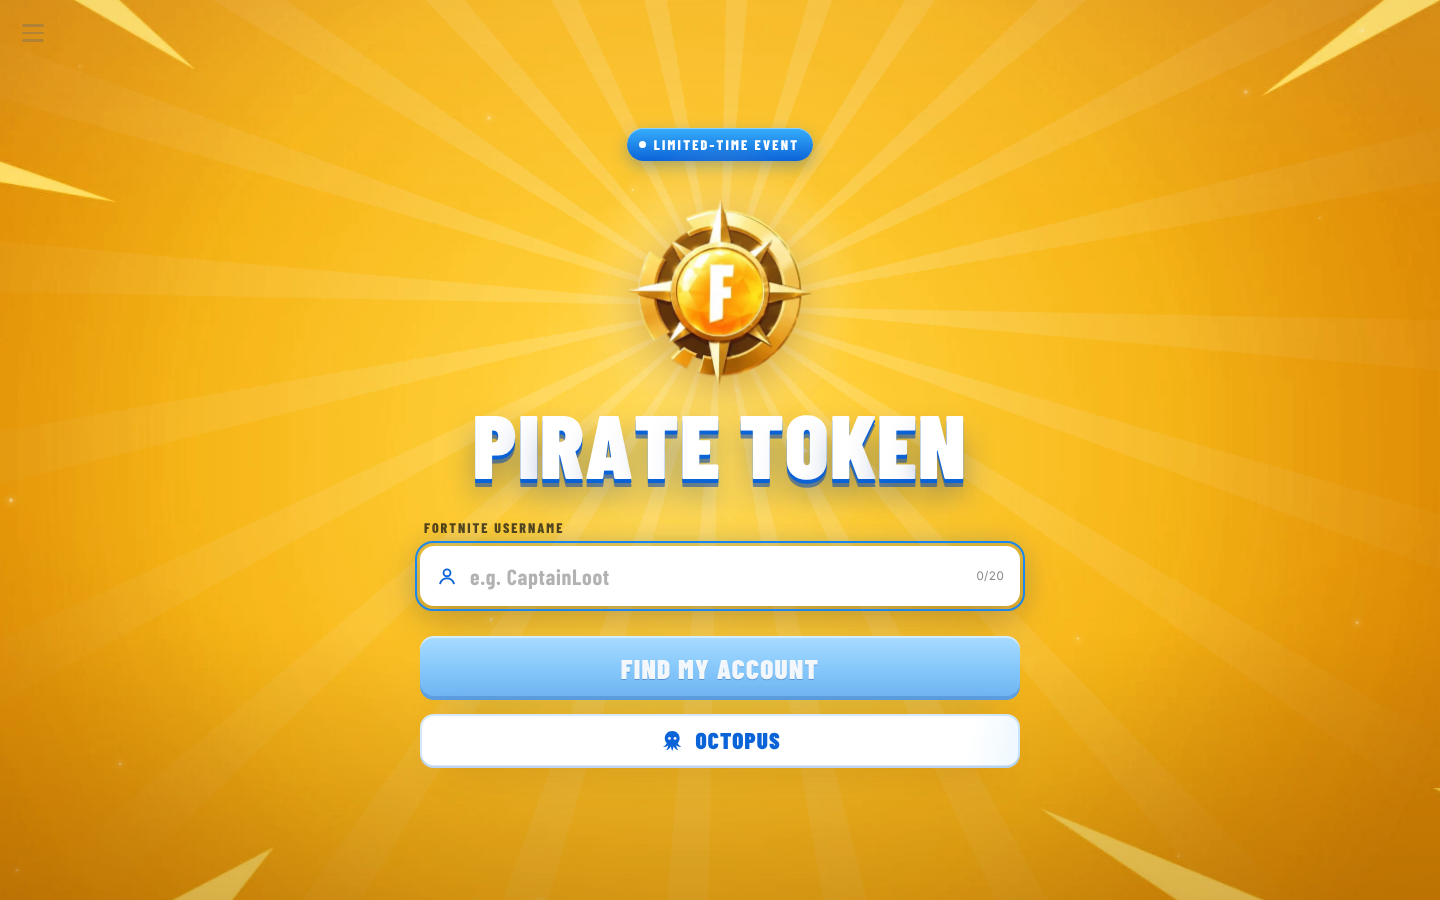 LIMITED-TIME EVENT
F
PIRATE TOKEN
FORTNITE USERNAME
e.g. CaptainLoot
0/20
FIND MY ACCOUNT
OCTOPUS